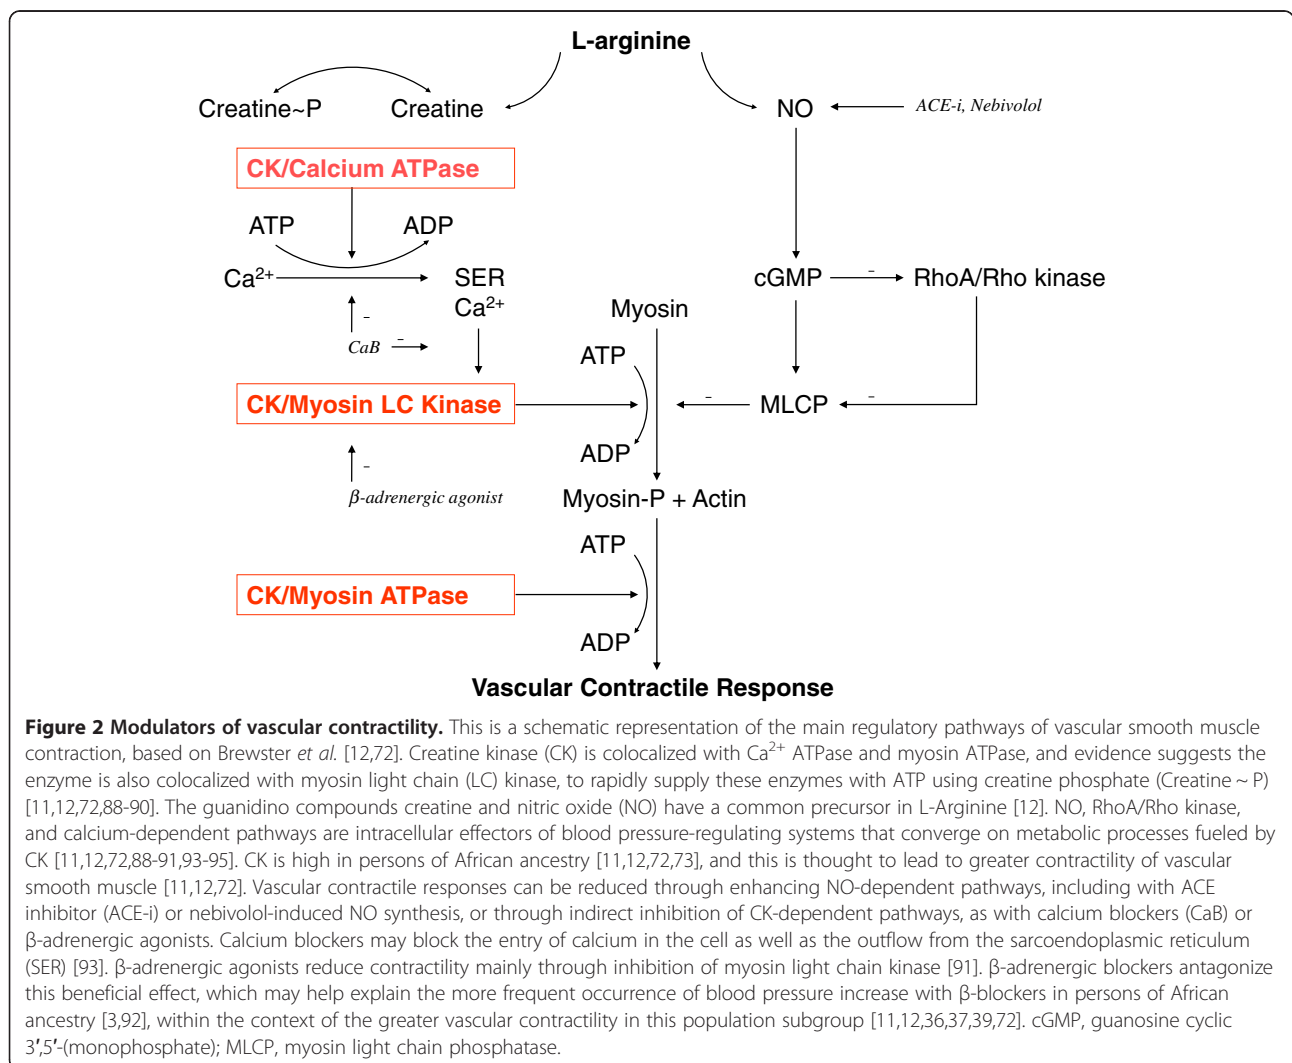 L-arginine
Creatine~P Creatine NO ACE-i, Nebivolol
CK/Calcium ATPase
ATP ADP
Ca²⁺ SER cGMP – RhoA/Rho kinase
Ca²⁺ Myosin
–
CaB – ATP
CK/Myosin LC Kinase – MLCP –
ADP
–
β-adrenergic agonist Myosin-P + Actin
ATP
CK/Myosin ATPase
ADP
Vascular Contractile Response
Figure 2 Modulators of vascular contractility. This is a schematic representation of the main regulatory pathways of vascular smooth muscle
contraction, based on Brewster et al. [12,72]. Creatine kinase (CK) is colocalized with Ca²⁺ ATPase and myosin ATPase, and evidence suggests the
enzyme is also colocalized with myosin light chain (LC) kinase, to rapidly supply these enzymes with ATP using creatine phosphate (Creatine ~ P)
[11,12,72,88-90]. The guanidino compounds creatine and nitric oxide (NO) have a common precursor in L-Arginine [12]. NO, RhoA/Rho kinase,
and calcium-dependent pathways are intracellular effectors of blood pressure-regulating systems that converge on metabolic processes fueled by
CK [11,12,72,88-91,93-95]. CK is high in persons of African ancestry [11,12,72,73], and this is thought to lead to greater contractility of vascular
smooth muscle [11,12,72]. Vascular contractile responses can be reduced through enhancing NO-dependent pathways, including with ACE
inhibitor (ACE-i) or nebivolol-induced NO synthesis, or through indirect inhibition of CK-dependent pathways, as with calcium blockers (CaB) or
β-adrenergic agonists. Calcium blockers may block the entry of calcium in the cell as well as the outflow from the sarcoendoplasmic reticulum
(SER) [93]. β-adrenergic agonists reduce contractility mainly through inhibition of myosin light chain kinase [91]. β-adrenergic blockers antagonize
this beneficial effect, which may help explain the more frequent occurrence of blood pressure increase with β-blockers in persons of African
ancestry [3,92], within the context of the greater vascular contractility in this population subgroup [11,12,36,37,39,72]. cGMP, guanosine cyclic
3′,5′-(monophosphate); MLCP, myosin light chain phosphatase.